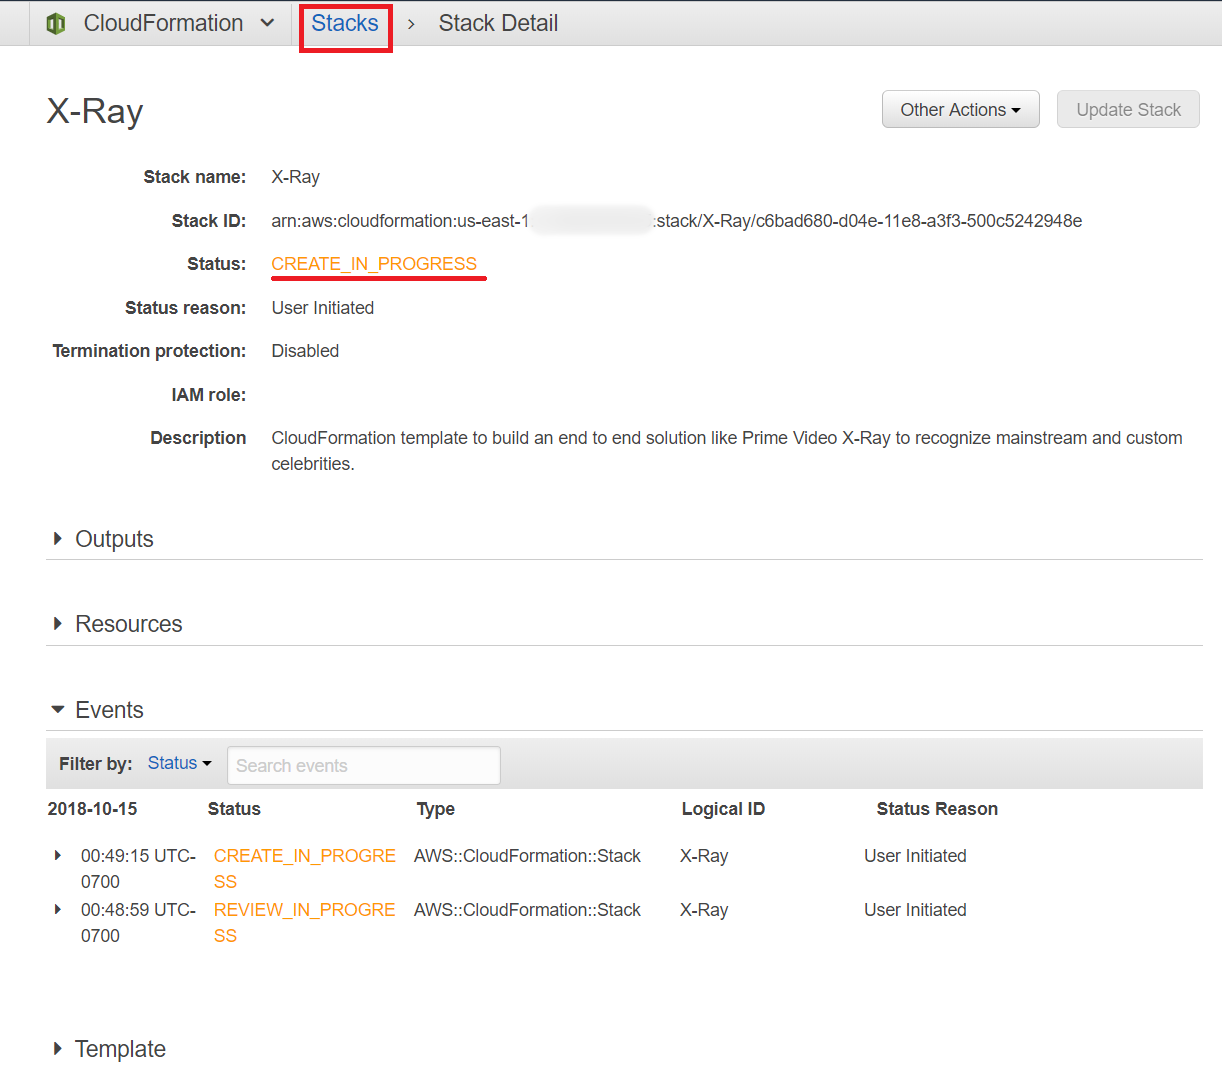 CloudFormation Stacks > Stack Detail
X-Ray
Other Actions Update Stack
Stack name: X-Ray
Stack ID: arn:aws:cloudformation:us-east-1 :stack/X-Ray/c6bad680-d04e-11e8-a3f3-500c5242948e
Status: CREATE_IN_PROGRESS
Status reason: User Initiated
Termination protection: Disabled
IAM role:
Description CloudFormation template to build an end to end solution like Prime Video X-Ray to recognize mainstream and custom
celebrities.
Outputs
Resources
Events
Filter by: Status Search events
2018-10-15 Status Type Logical ID Status Reason
00:49:15 UTC- CREATE_IN_PROGRE AWS::CloudFormation::Stack X-Ray User Initiated
0700 SS
00:48:59 UTC- REVIEW_IN_PROGRE AWS::CloudFormation::Stack X-Ray User Initiated
0700 SS
Template